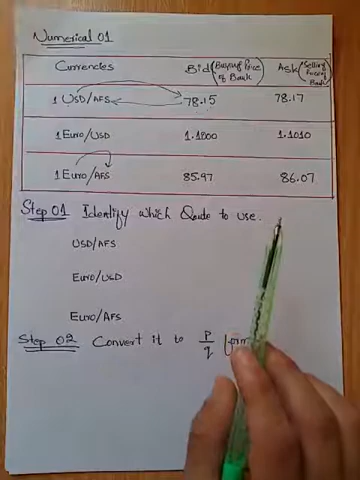 Numerical 01
Currencies Bid (Buying Price of Bank) Ask (Selling Price of Bank)
1 USD/AFS 78.15 78.17
1 Euro/USD 1.1000 1.1010
1 Euro/AFS 85.97 86.07
Step 01 Identify which Qoute to use.
USD/AFS
Euro/USD
Euro/AFS
Step 02 Convert it to P/q